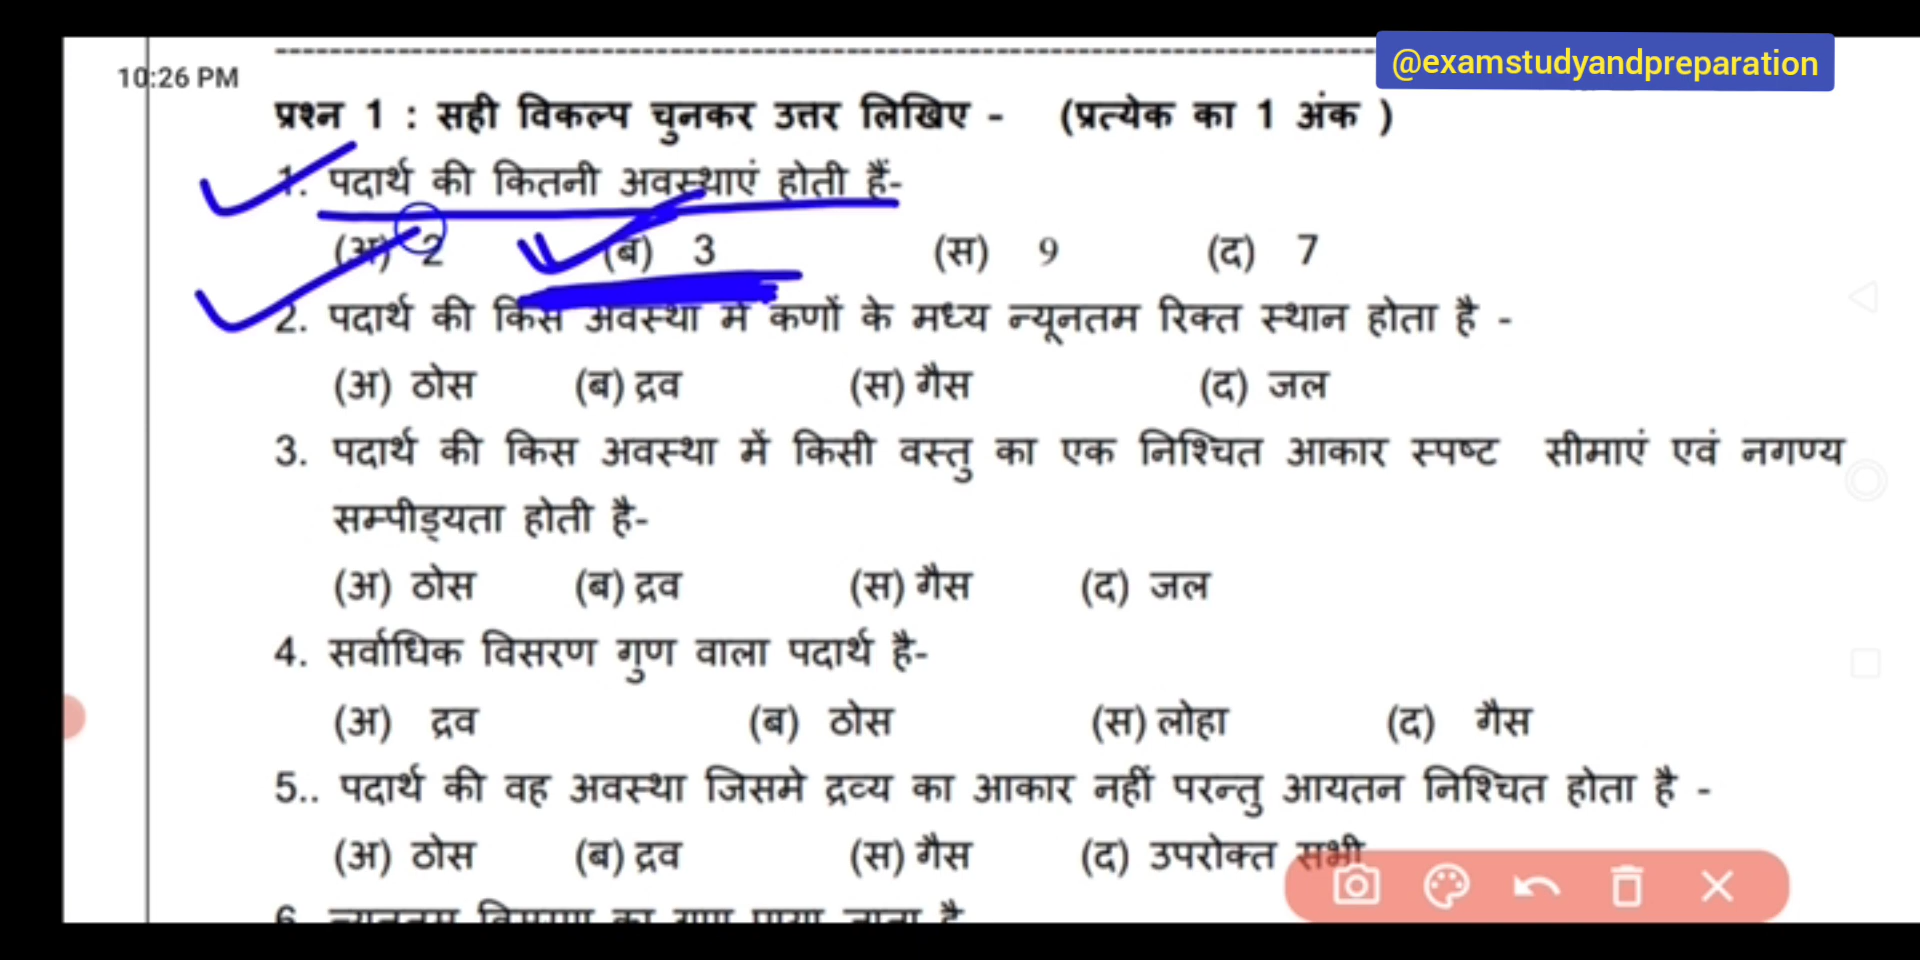 @examstudyandpreparation
10:26 PM
प्रश्न 1 : सही विकल्प चुनकर उत्तर लिखिए - (प्रत्येक का 1 अंक )
1. पदार्थ की कितनी अवस्थाएं होती हैं-
(अ) 2 (ब) 3 (स) 9 (द) 7
2. पदार्थ की किस अवस्था में कणों के मध्य न्यूनतम रिक्त स्थान होता है -
(अ) ठोस (ब) द्रव (स) गैस (द) जल
3. पदार्थ की किस अवस्था में किसी वस्तु का एक निश्चित आकार स्पष्ट सीमाएं एवं नगण्य
सम्पीड्यता होती है-
(अ) ठोस (ब) द्रव (स) गैस (द) जल
4. सर्वाधिक विसरण गुण वाला पदार्थ है-
(अ) द्रव (ब) ठोस (स) लोहा (द) गैस
5.. पदार्थ की वह अवस्था जिसमे द्रव्य का आकार नहीं परन्तु आयतन निश्चित होता है -
(अ) ठोस (ब) द्रव (स) गैस (द) उपरोक्त सभी